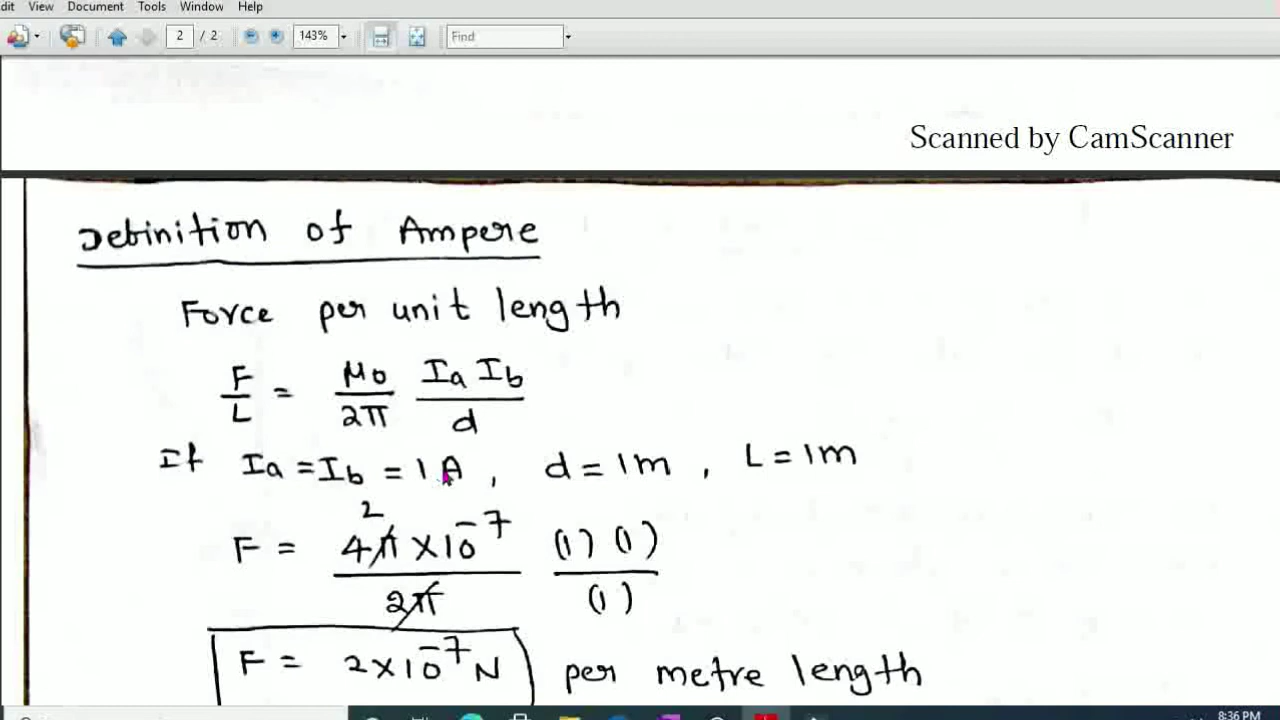 dit View Document Tools Window Help
2 / 2 143% Find
Scanned by CamScanner
Definition of Ampere
Force per unit length
F/L = μ0/2π Ia Ib/d
If Ia = Ib = 1 A , d = 1m , L = 1m
2
F = 4π×10^-7/2π (1) (1)/(1)
F = 2×10^-7 N per metre length
8:36 PM